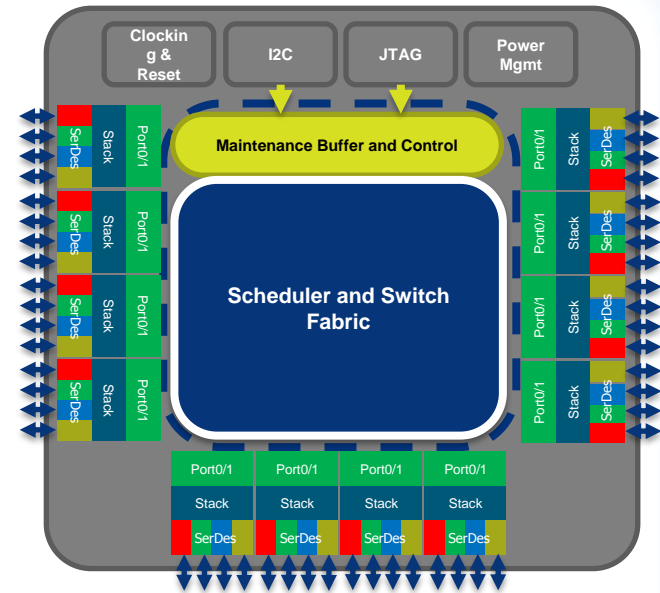 Clockin
g &
Reset
I2C
JTAG
Power
Mgmt
Maintenance Buffer and Control
Scheduler and Switch
Fabric
SerDes
Stack
Port0/1
SerDes
Stack
Port0/1
SerDes
Stack
Port0/1
SerDes
Stack
Port0/1
Port0/1
Stack
SerDes
Port0/1
Stack
SerDes
Port0/1
Stack
SerDes
Port0/1
Stack
SerDes
Port0/1 Port0/1 Port0/1 Port0/1
Stack Stack Stack Stack
SerDes SerDes SerDes SerDes